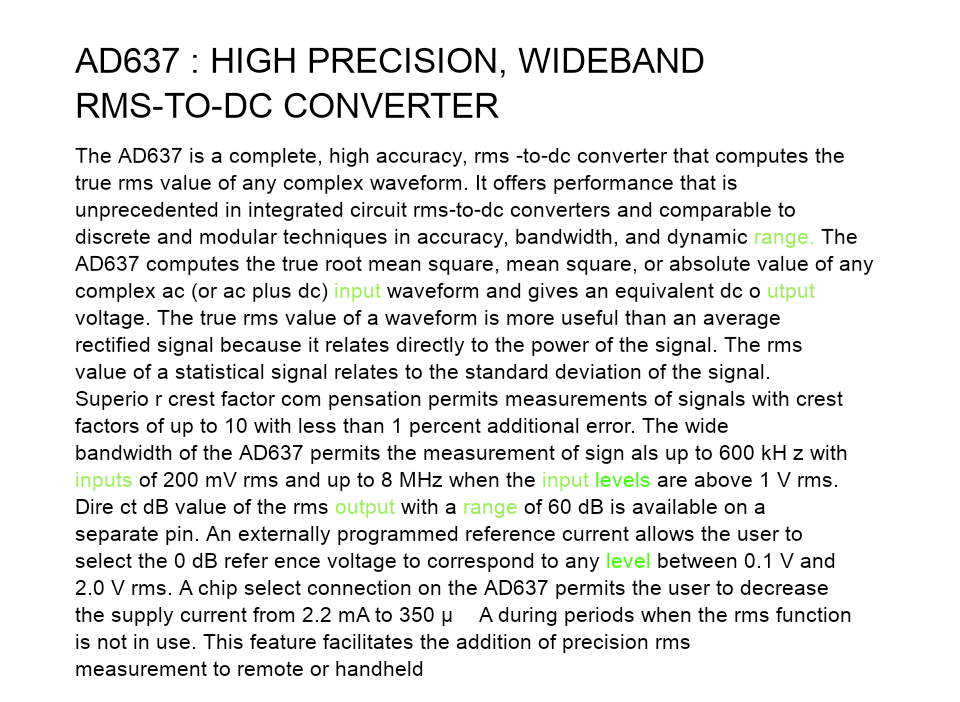 AD637 : HIGH PRECISION, WIDEBAND
RMS-TO-DC CONVERTER
The AD637 is a complete, high accuracy, rms -to-dc converter that computes the
true rms value of any complex waveform. It offers performance that is
unprecedented in integrated circuit rms-to-dc converters and comparable to
discrete and modular techniques in accuracy, bandwidth, and dynamic range. The
AD637 computes the true root mean square, mean square, or absolute value of any
complex ac (or ac plus dc) input waveform and gives an equivalent dc o utput
voltage. The true rms value of a waveform is more useful than an average
rectified signal because it relates directly to the power of the signal. The rms
value of a statistical signal relates to the standard deviation of the signal.
Superio r crest factor com pensation permits measurements of signals with crest
factors of up to 10 with less than 1 percent additional error. The wide
bandwidth of the AD637 permits the measurement of sign als up to 600 kH z with
inputs of 200 mV rms and up to 8 MHz when the input levels are above 1 V rms.
Dire ct dB value of the rms output with a range of 60 dB is available on a
separate pin. An externally programmed reference current allows the user to
select the 0 dB refer ence voltage to correspond to any level between 0.1 V and
2.0 V rms. A chip select connection on the AD637 permits the user to decrease
the supply current from 2.2 mA to 350 μ A during periods when the rms function
is not in use. This feature facilitates the addition of precision rms
measurement to remote or handheld